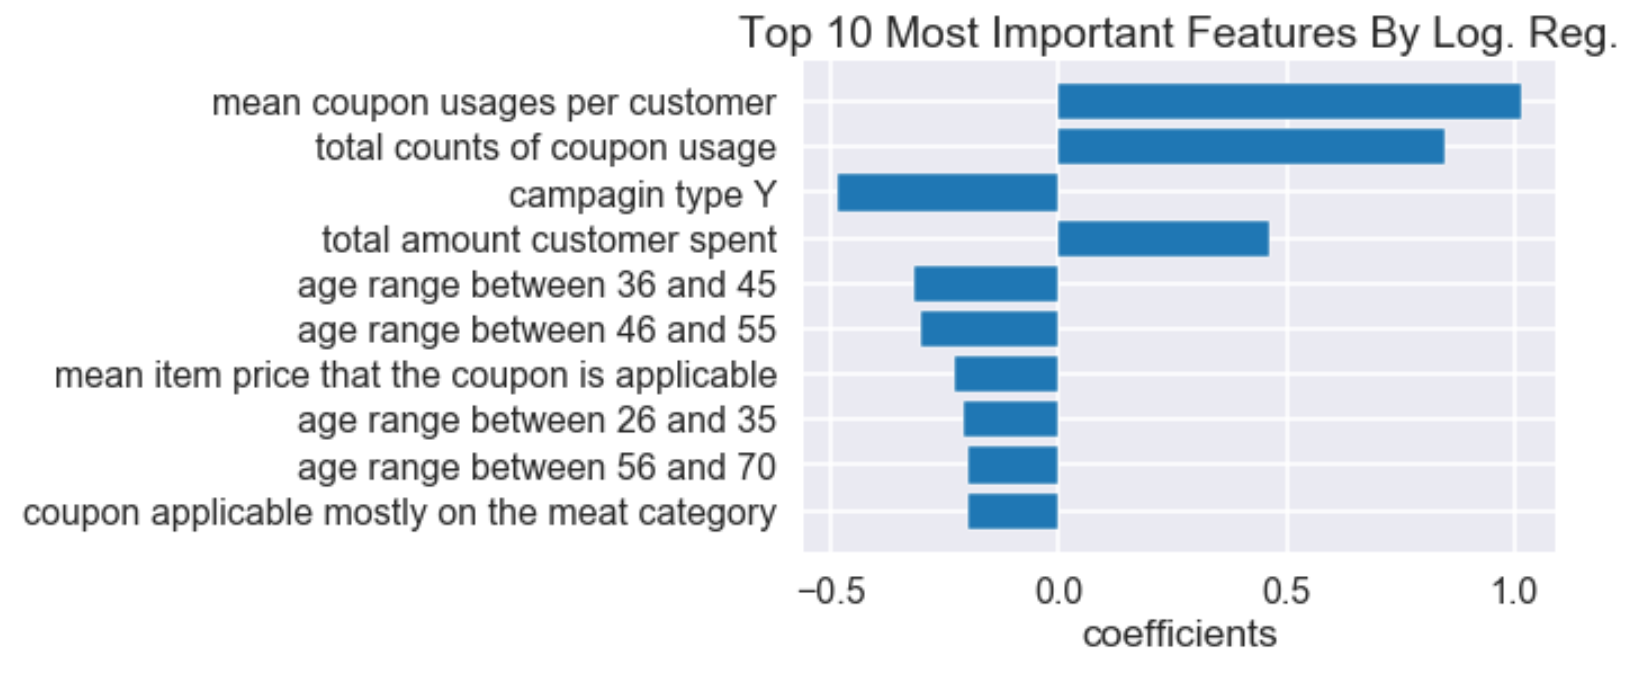 Top 10 Most Important Features By Log. Reg.
mean coupon usages per customer
total counts of coupon usage
campagin type Y
total amount customer spent
age range between 36 and 45
age range between 46 and 55
mean item price that the coupon is applicable
age range between 26 and 35
age range between 56 and 70
coupon applicable mostly on the meat category
−0.5 0.0 0.5 1.0
coefficients